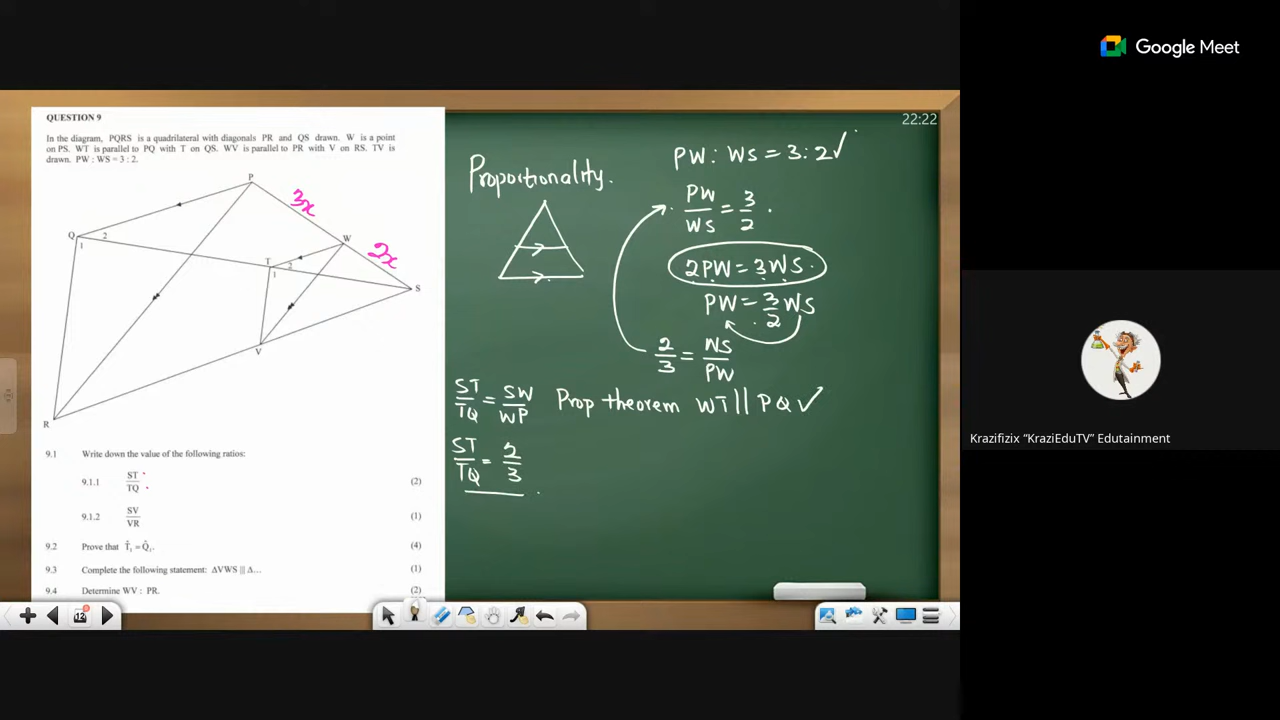 Google Meet
22:22
QUESTION 9
In the diagram, PQRS is a quadrilateral with diagonals PR and QS drawn. W is a point
on PS. WT is parallel to PQ with T on QS. WV is parallel to PR with V on RS. TV is
drawn. PW : WS = 3 : 2.
P
3x
Q
2
1
W
2x
T
2
1
S
V
R
9.1 Write down the value of the following ratios:
9.1.1 ST/TQ (2)
9.1.2 SV/VR (1)
9.2 Prove that T̂₁ = Q̂₁. (4)
9.3 Complete the following statement: ΔVWS ||| Δ... (1)
9.4 Determine WV : PR. (2)
Proportionality.
PW : WS = 3 : 2 ✓
PW/WS = 3/2
2PW = 3WS
PW = 3/2 WS
2/3 = WS/PW
ST/TQ = SW/WP Prop theorem WT || PQ ✓
ST/TQ = 2/3
12
Krazifizix “KraziEduTV” Edutainment